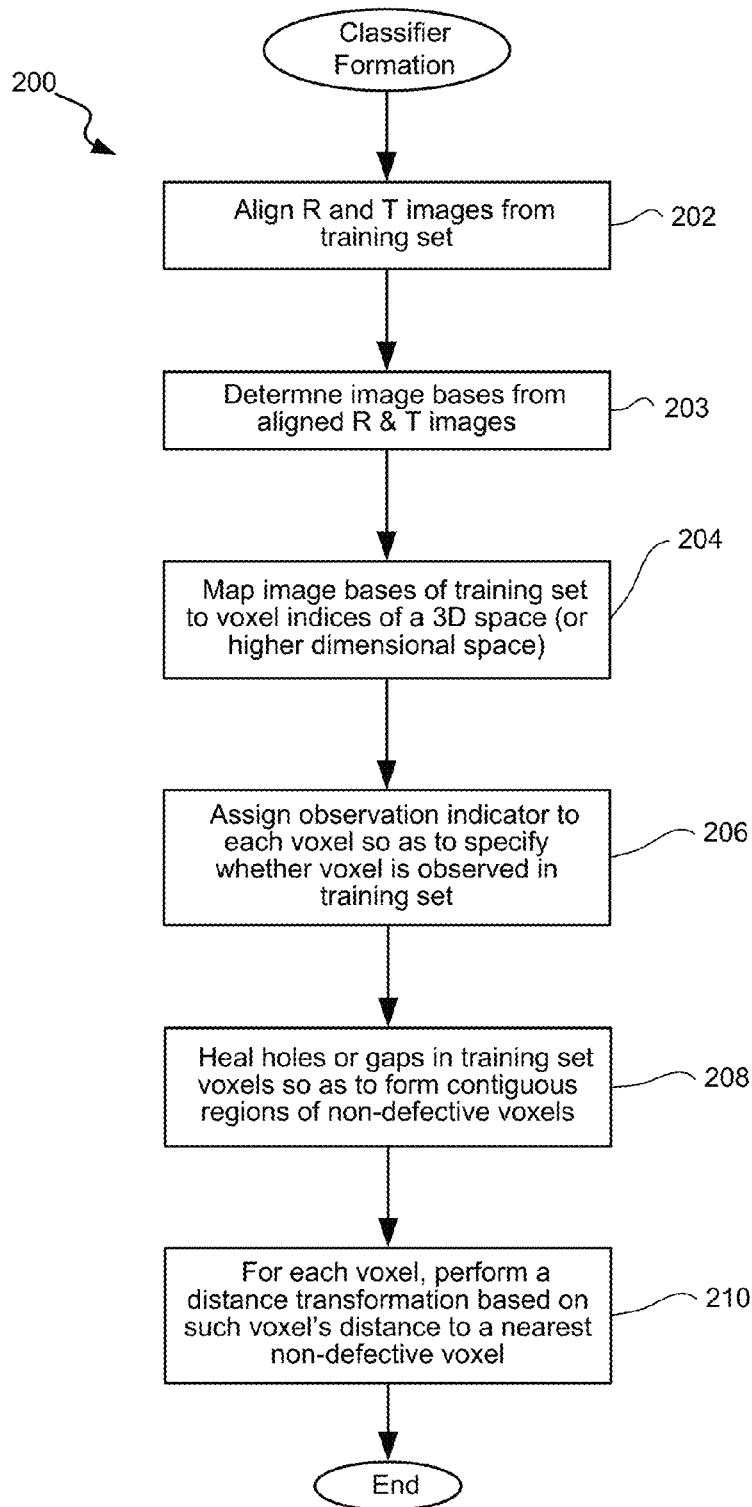 Classifier
Formation
200
Align R and T images from
training set
202
Determne image bases from
aligned R & T images
203
204
Map image bases of training set
to voxel indices of a 3D space (or
higher dimensional space)
Assign observation indicator to
each voxel so as to specify
whether voxel is observed in
training set
206
Heal holes or gaps in training set
voxels so as to form contiguous
regions of non-defective voxels
208
For each voxel, perform a
distance transformation based on
such voxel's distance to a nearest
non-defective voxel
210
End